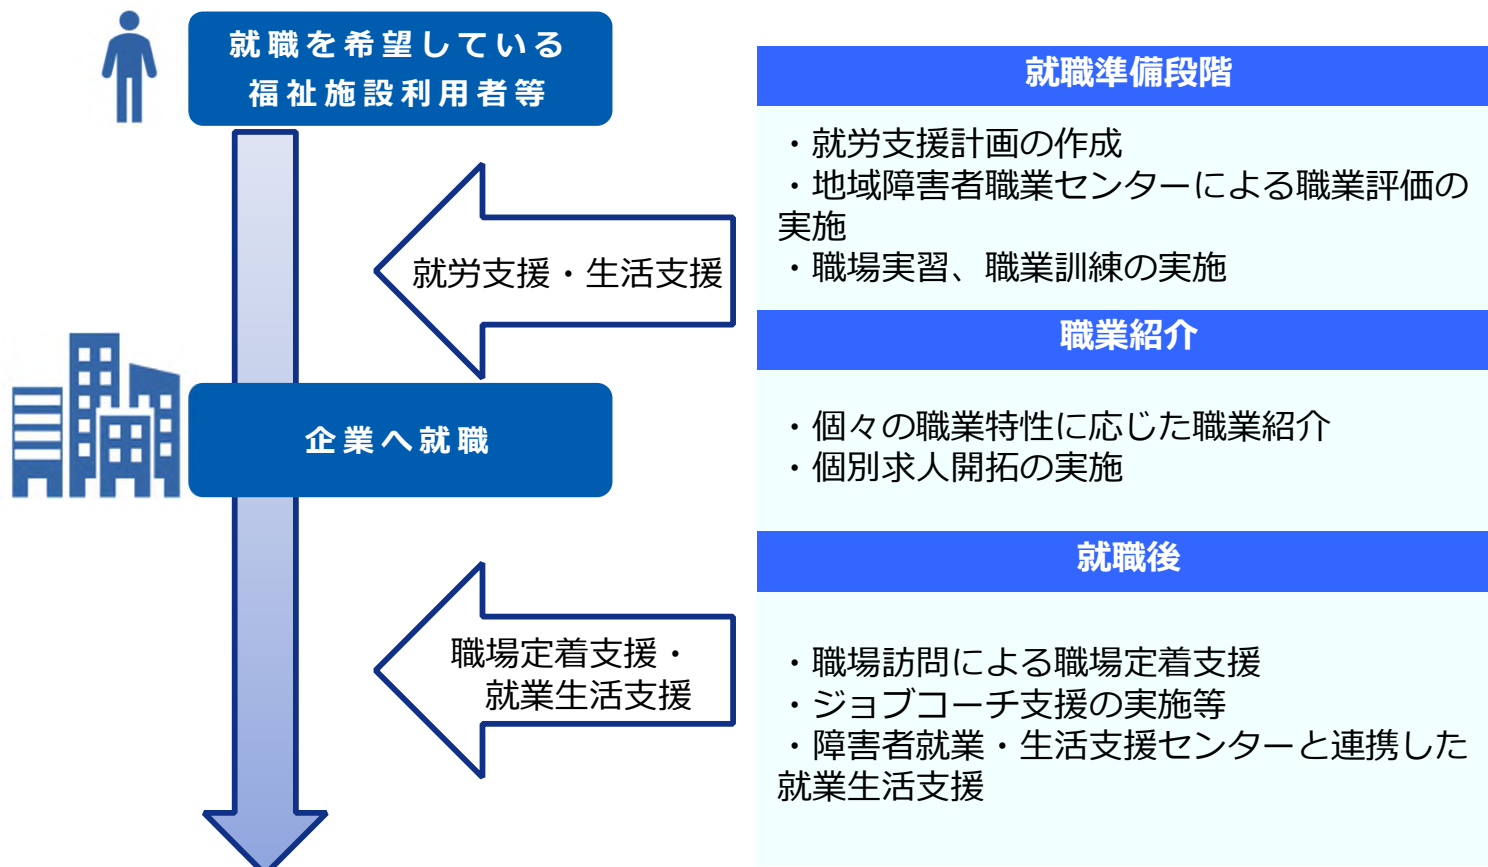 就職を希望している
福祉施設利用者等
就労支援・生活支援
企業へ就職
職場定着支援・
就業生活支援
就職準備段階
・就労支援計画の作成
・地域障害者職業センターによる職業評価の
実施
・職場実習、職業訓練の実施
職業紹介
・個々の職業特性に応じた職業紹介
・個別求人開拓の実施
就職後
・職場訪問による職場定着支援
・ジョブコーチ支援の実施等
・障害者就業・生活支援センターと連携した
就業生活支援